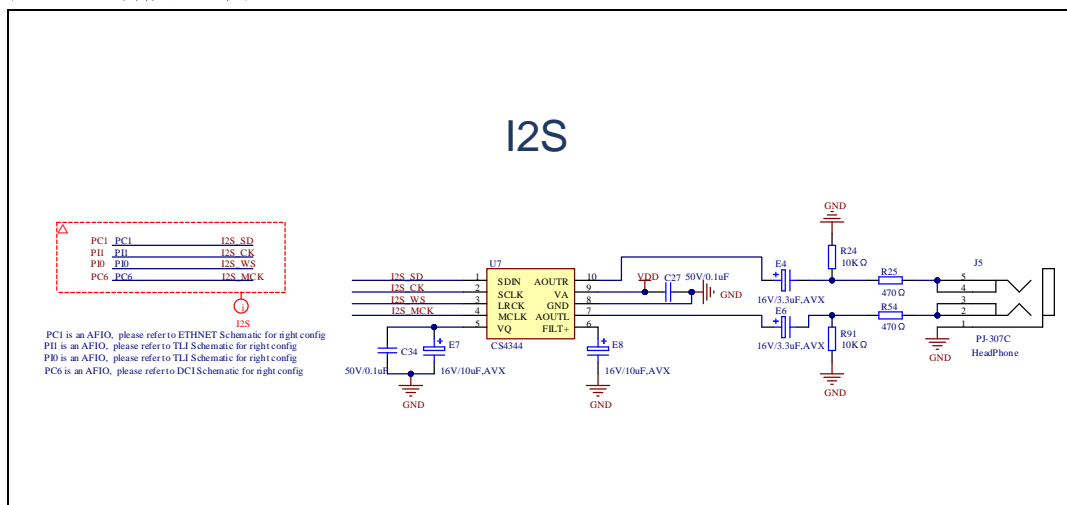 I2S
PC1 PC1 I2S_SD
PI1 PI1 I2S_CK
PI0 PI0 I2S_WS
PC6 PC6 I2S_MCK
i
I2S
PC1 is an AFIO, please refer to ETHNET Schematic for right config
PI1 is an AFIO, please refer to TLI Schematic for right config
PI0 is an AFIO, please refer to TLI Schematic for right config
PC6 is an AFIO, please refer to DCI Schematic for right config
U7
I2S_SD 1 SDIN AOUTR 10
I2S_CK 2 SCLK VA 9
I2S_WS 3 LRCK GND 8
I2S_MCK 4 MCLK AOUTL 7
5 VQ FILT+ 6
CS4344
C34
50V/0.1uF
E7
16V/10uF,AVX
GND
E8
16V/10uF,AVX
GND
VDD
C27
50V/0.1uF
GND
E4
16V/3.3uF,AVX
E6
16V/3.3uF,AVX
GND
R24
10KΩ
R25
470Ω
R54
470Ω
R91
10KΩ
GND
J5
5
4
3
2
1
GND
PJ-307C
HeadPhone